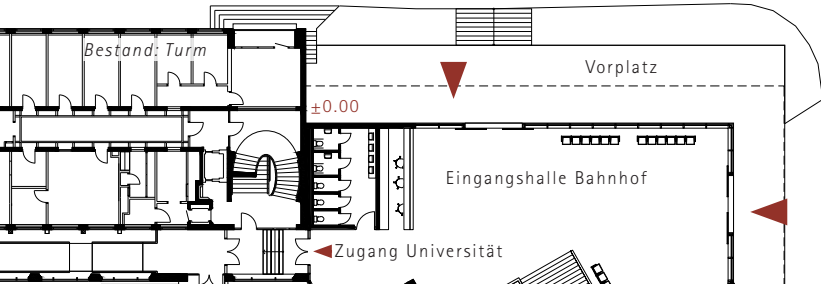 Bestand: Turm
Vorplatz
±0.00
Eingangshalle Bahnhof
Zugang Universität